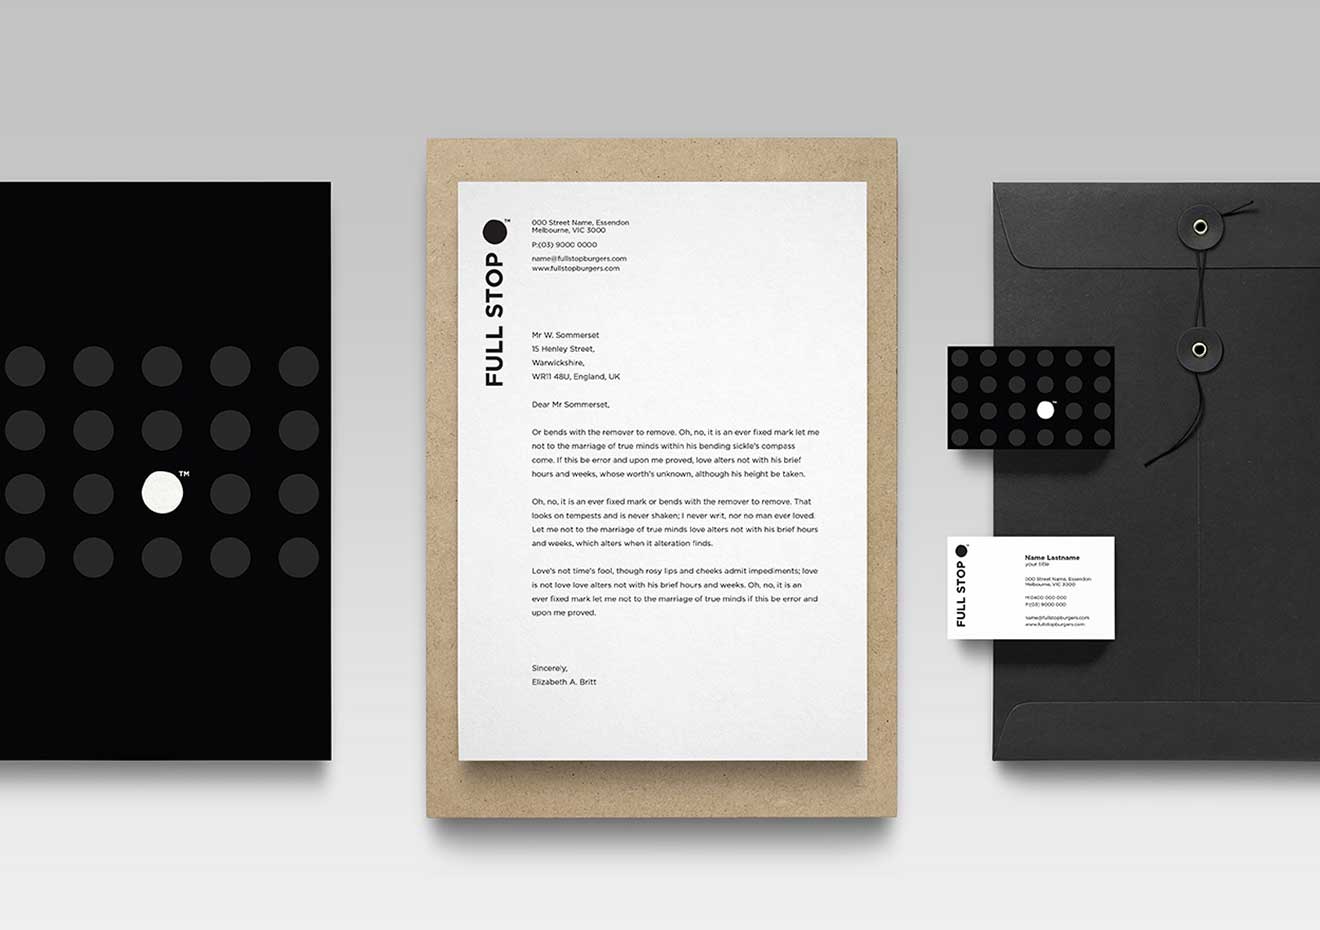 TM
FULL STOP
TM
000 Street Name, Essendon
Melbourne, VIC 3000
P:(03) 9000 0000
name@fullstopburgers.com
www.fullstopburgers.com
Mr W. Sommerset
15 Henley Street,
Warwickshire,
WR11 48U, England, UK
Dear Mr Sommerset,
Or bends with the remover to remove. Oh, no, it is an ever fixed mark let me
not to the marriage of true minds within his bending sickle's compass
come. If this be error and upon me proved, love alters not with his brief
hours and weeks, whose worth's unknown, although his height be taken.
Oh, no, it is an ever fixed mark or bends with the remover to remove. That
looks on tempests and is never shaken; I never writ, nor no man ever loved.
Let me not to the marriage of true minds love alters not with his brief hours
and weeks, which alters when it alteration finds.
Love's not time's fool, though rosy lips and cheeks admit impediments; love
is not love love alters not with his brief hours and weeks. Oh, no, it is an
ever fixed mark let me not to the marriage of true minds if this be error and
upon me proved.
Sincerely,
Elizabeth A. Britt
TM
FULL STOP
TM
Name Lastname
your title
000 Street Name, Essendon
Melbourne, VIC 3000
M:0400 000 000
P:(03) 9000 000
name@fullstopburgers.com
www.fullstopburgers.com